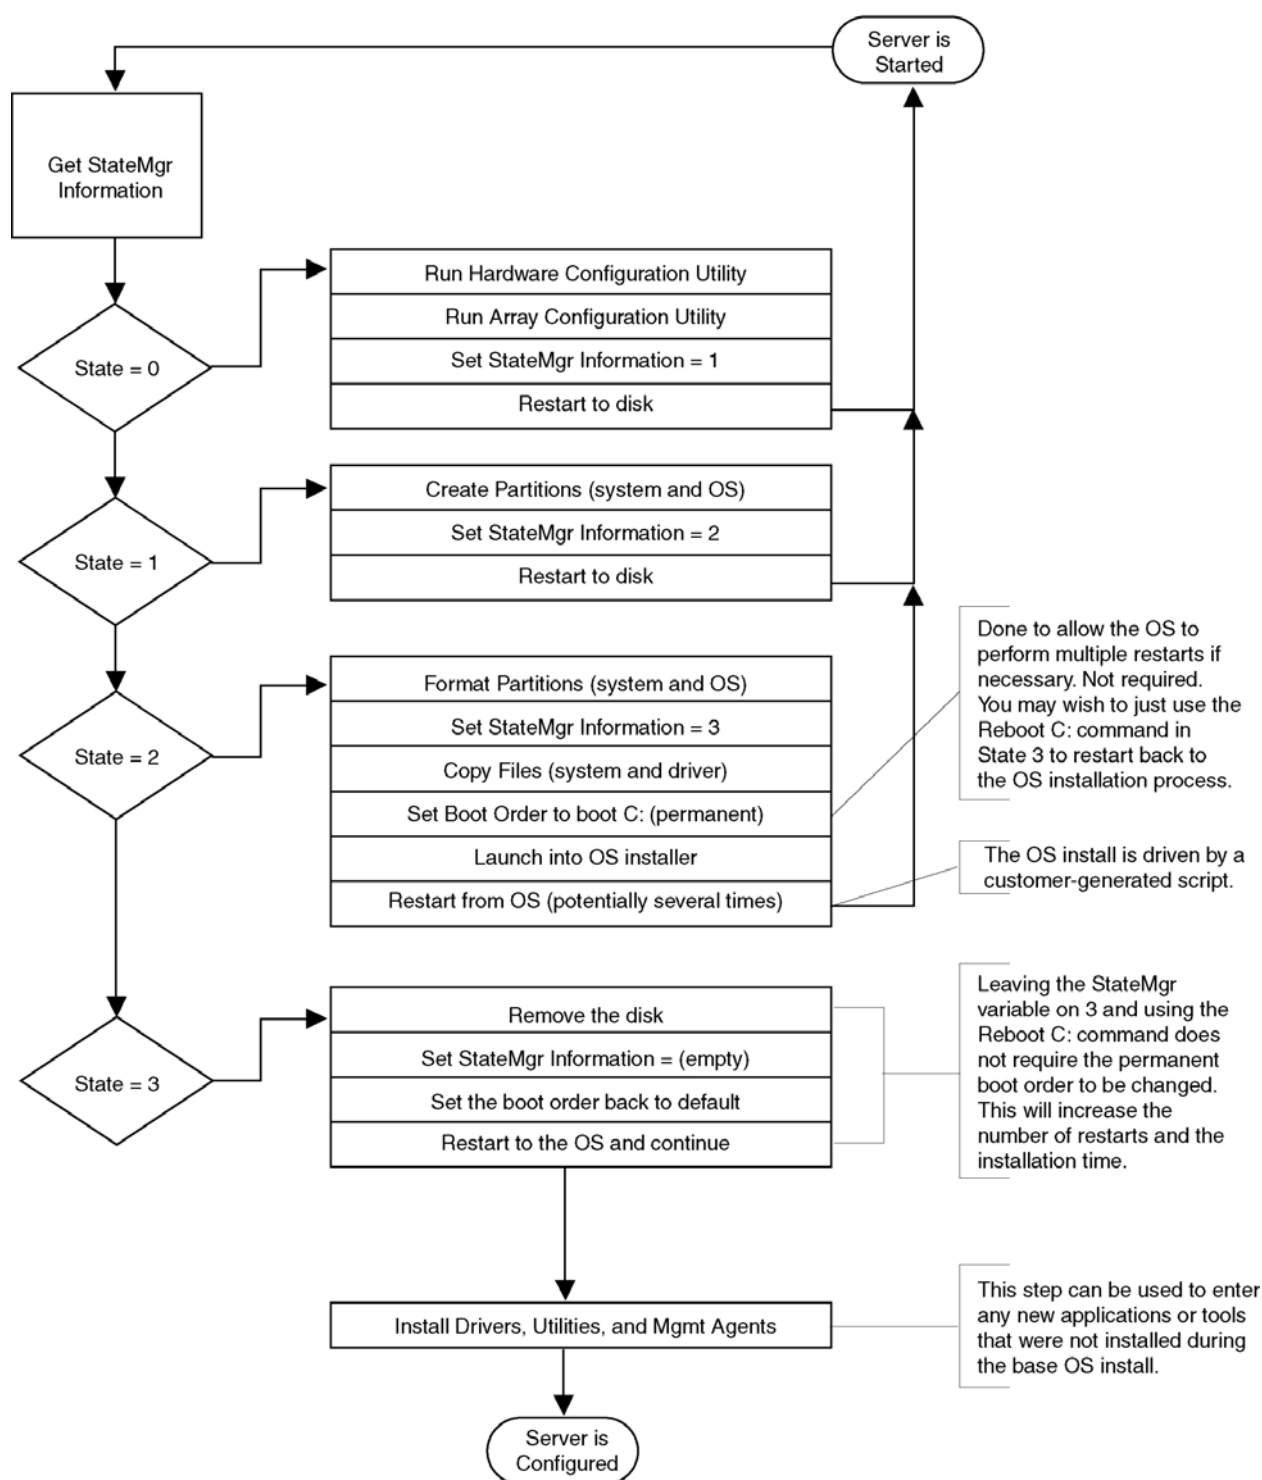 Server is
Started
Get StateMgr
Information
State = 0
Run Hardware Configuration Utility
Run Array Configuration Utility
Set StateMgr Information = 1
Restart to disk
State = 1
Create Partitions (system and OS)
Set StateMgr Information = 2
Restart to disk
State = 2
Format Partitions (system and OS)
Set StateMgr Information = 3
Copy Files (system and driver)
Set Boot Order to boot C: (permanent)
Launch into OS installer
Restart from OS (potentially several times)
Done to allow the OS to
perform multiple restarts if
necessary. Not required.
You may wish to just use the
Reboot C: command in
State 3 to restart back to
the OS installation process.
The OS install is driven by a
customer-generated script.
State = 3
Remove the disk
Set StateMgr Information = (empty)
Set the boot order back to default
Restart to the OS and continue
Leaving the StateMgr
variable on 3 and using the
Reboot C: command does
not require the permanent
boot order to be changed.
This will increase the
number of restarts and the
installation time.
Install Drivers, Utilities, and Mgmt Agents
This step can be used to enter
any new applications or tools
that were not installed during
the base OS install.
Server is
Configured